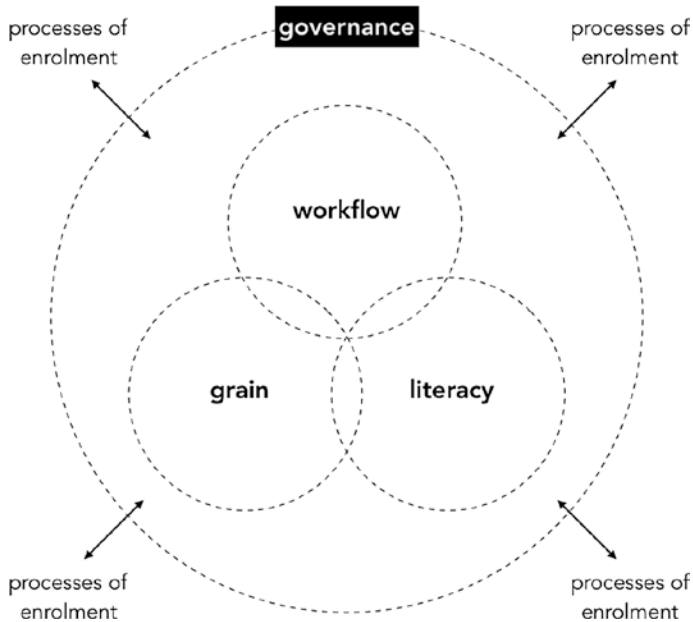 governance
processes of
enrolment
processes of
enrolment
workflow
grain
literacy
processes of
enrolment
processes of
enrolment